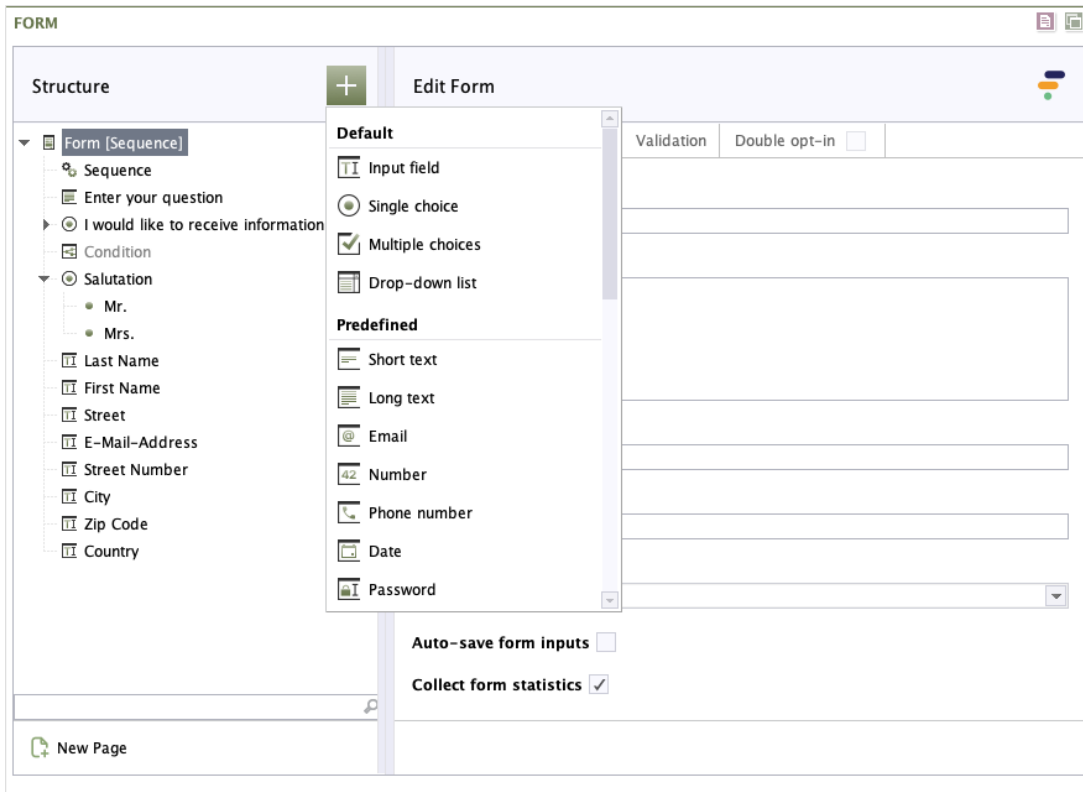 FORM
Structure
Edit Form
Form [Sequence]
Sequence
Enter your question
I would like to receive information
Condition
Salutation
Mr.
Mrs.
Last Name
First Name
Street
E-Mail-Address
Street Number
City
Zip Code
Country
New Page
Default
Input field
Single choice
Multiple choices
Drop-down list
Predefined
Short text
Long text
Email
42 Number
Phone number
Date
Password
Validation
Double opt-in
Auto-save form inputs
Collect form statistics